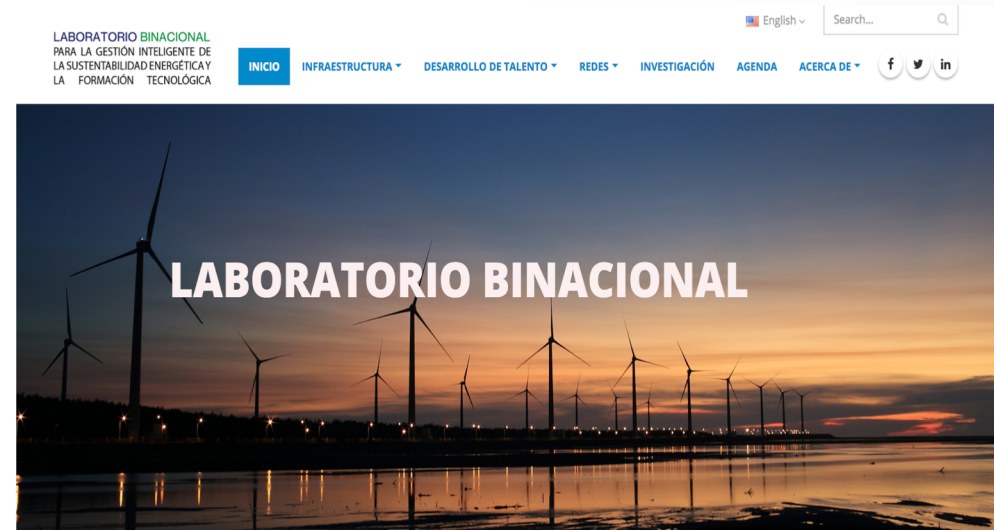 English
Search...
LABORATORIO BINACIONAL
PARA LA GESTIÓN INTELIGENTE DE
LA SUSTENTABILIDAD ENERGÉTICA Y
LA FORMACIÓN TECNOLÓGICA
INICIO INFRAESTRUCTURA DESARROLLO DE TALENTO REDES INVESTIGACIÓN AGENDA ACERCA DE
LABORATORIO BINACIONAL